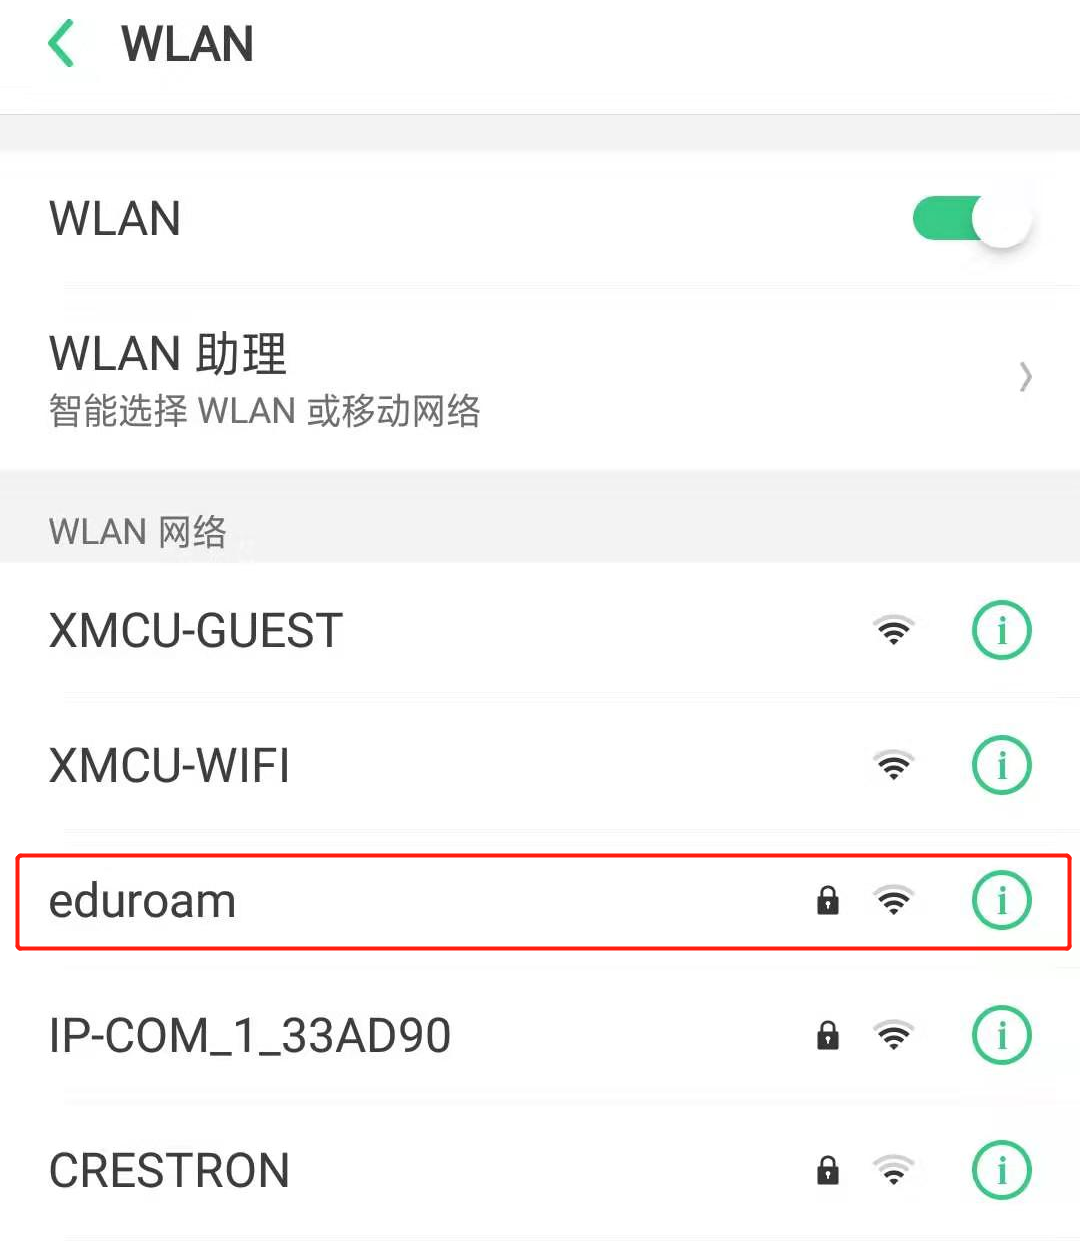 WLAN
WLAN
WLAN 助理
智能选择 WLAN 或移动网络
WLAN 网络
XMCU-GUEST
XMCU-WIFI
eduroam
IP-COM_1_33AD90
CRESTRON